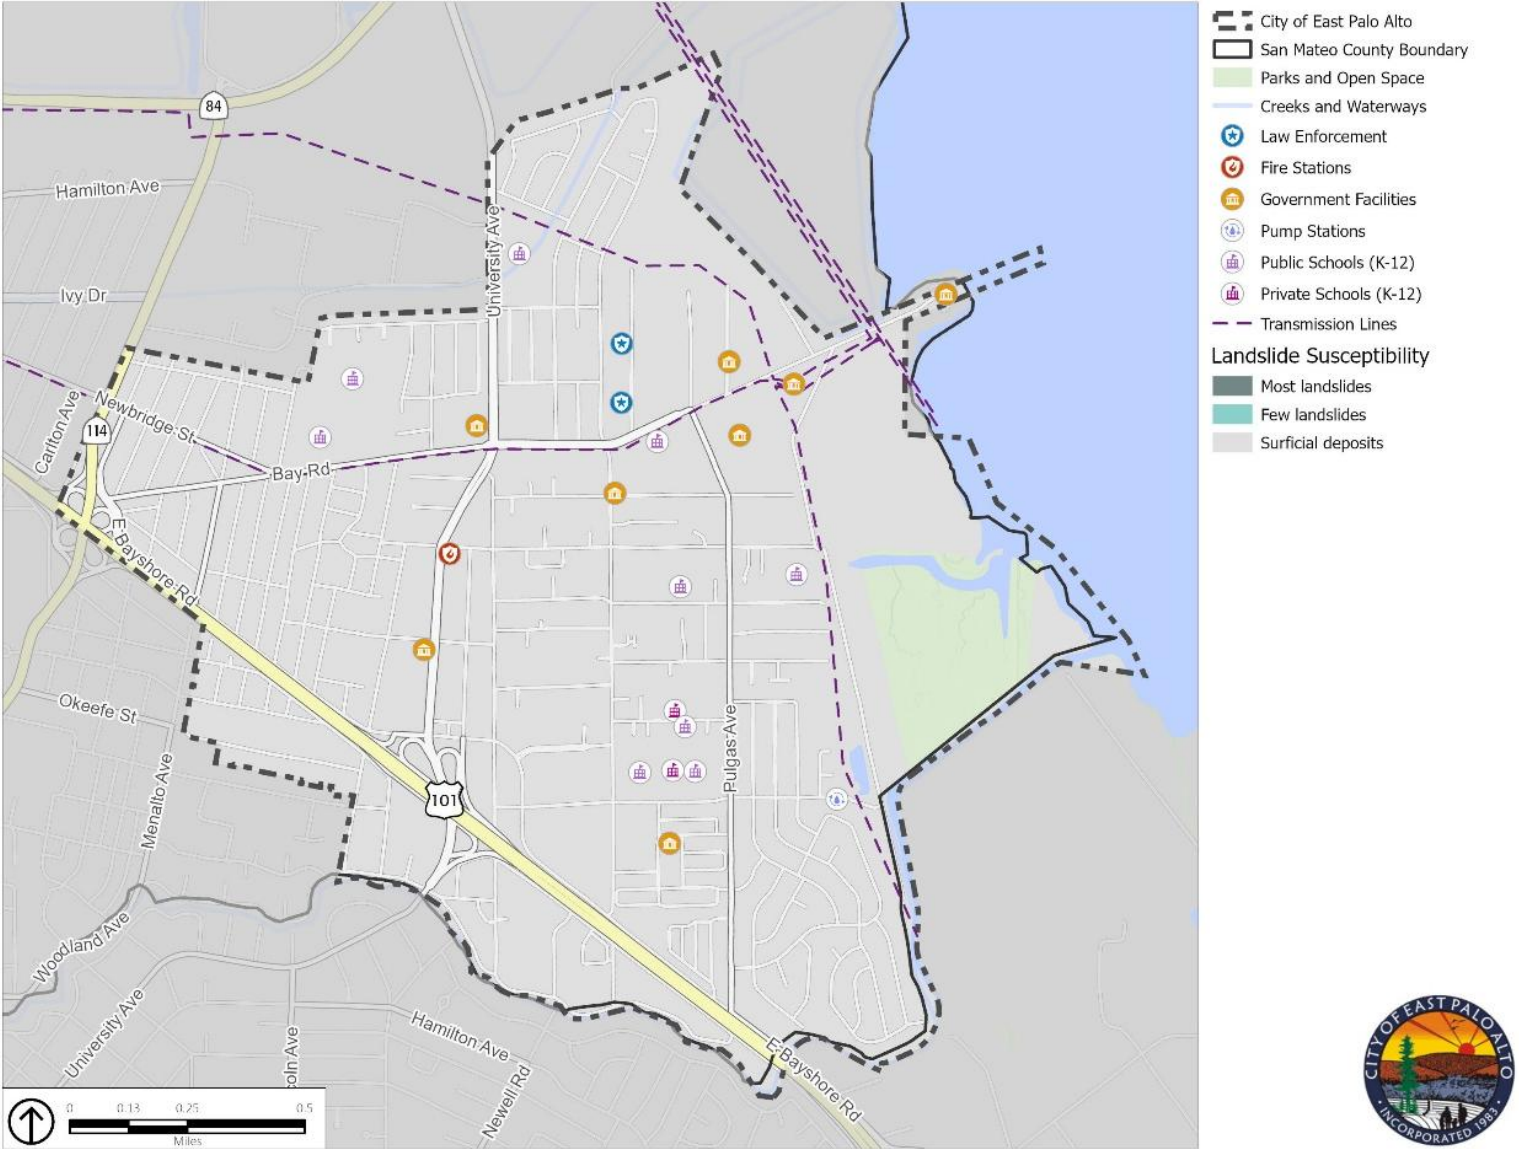 City of East Palo Alto
San Mateo County Boundary
Parks and Open Space
Creeks and Waterways
Law Enforcement
Fire Stations
Government Facilities
Pump Stations
Public Schools (K-12)
Private Schools (K-12)
Transmission Lines
Landslide Susceptibility
Most landslides
Few landslides
Surficial deposits
84
Hamilton Ave
University Ave
Ivy Dr
Carlton Ave
Newbridge St
114
Bay Rd
E Bayshore Rd
Okeefe St
Menalto Ave
Pulgas Ave
101
Woodland Ave
University Ave
coln Ave
Hamilton Ave
Newell Rd
E Bayshore Rd
0 0.13 0.25 0.5
Miles
CITY OF EAST PALO ALTO
INCORPORATED 1983